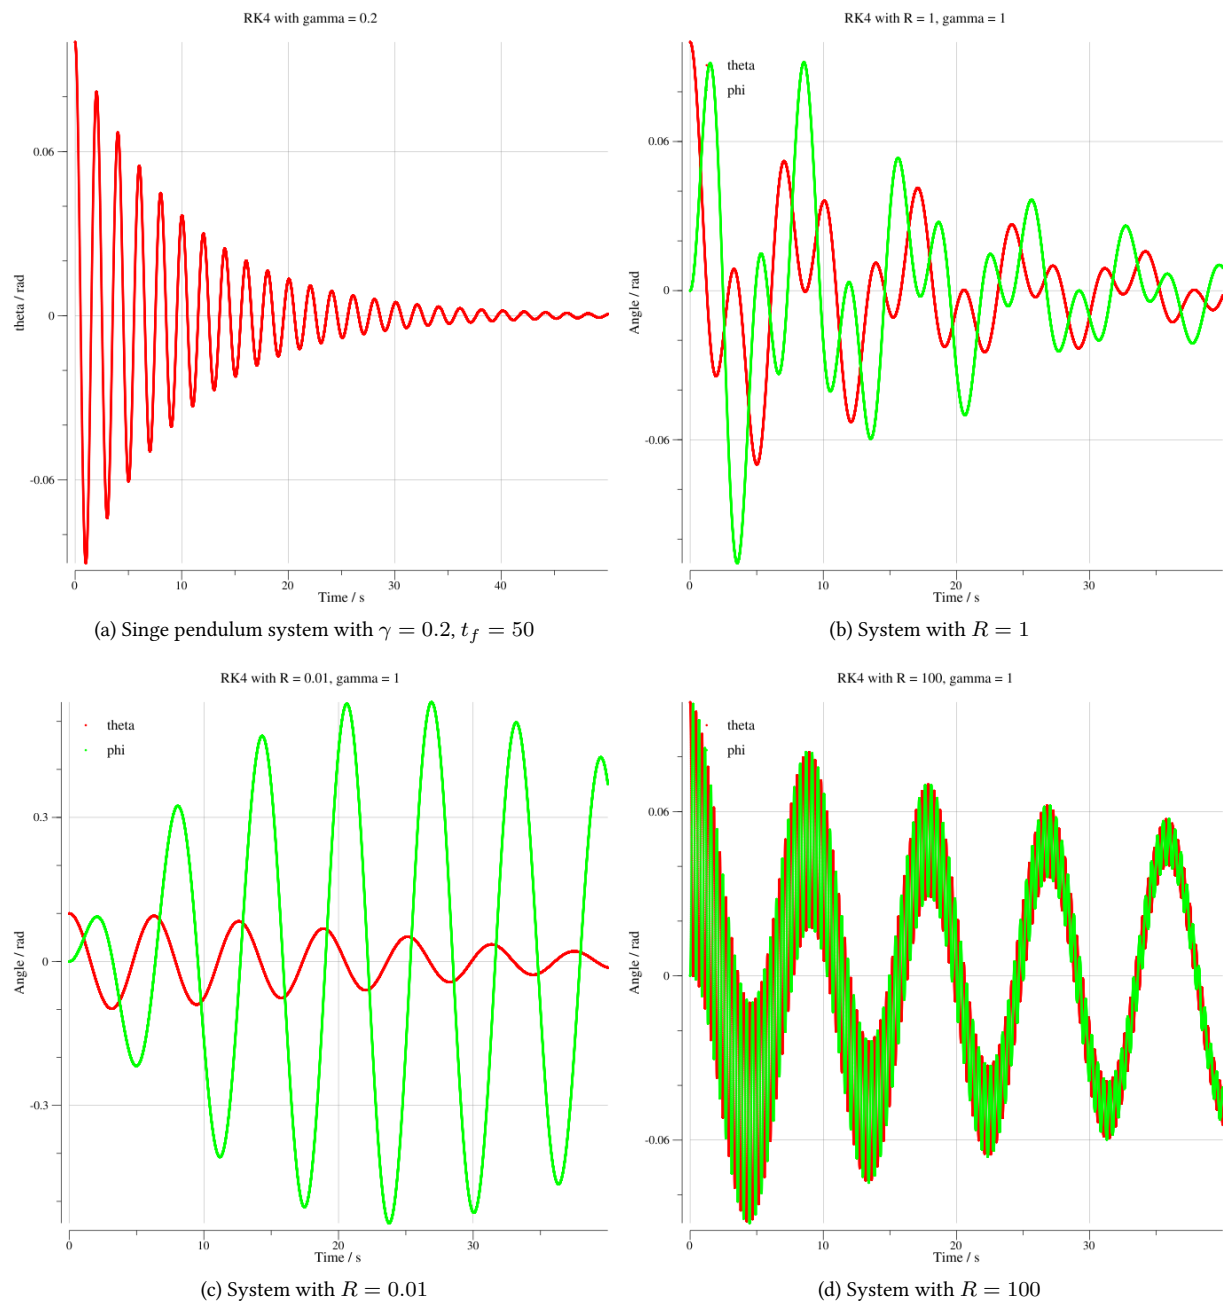 RK4 with gamma = 0.2
0.06
0
-0.06
theta / rad
0
10
20
30
40
Time / s
(a) Singe pendulum system with γ = 0.2, t_f = 50
RK4 with R = 1, gamma = 1
theta
phi
0.06
0
-0.06
Angle / rad
0
10
20
30
Time / s
(b) System with R = 1
RK4 with R = 0.01, gamma = 1
theta
phi
0.3
0
-0.3
Angle / rad
0
10
20
30
Time / s
(c) System with R = 0.01
RK4 with R = 100, gamma = 1
theta
phi
0.06
0
-0.06
Angle / rad
0
10
20
30
Time / s
(d) System with R = 100